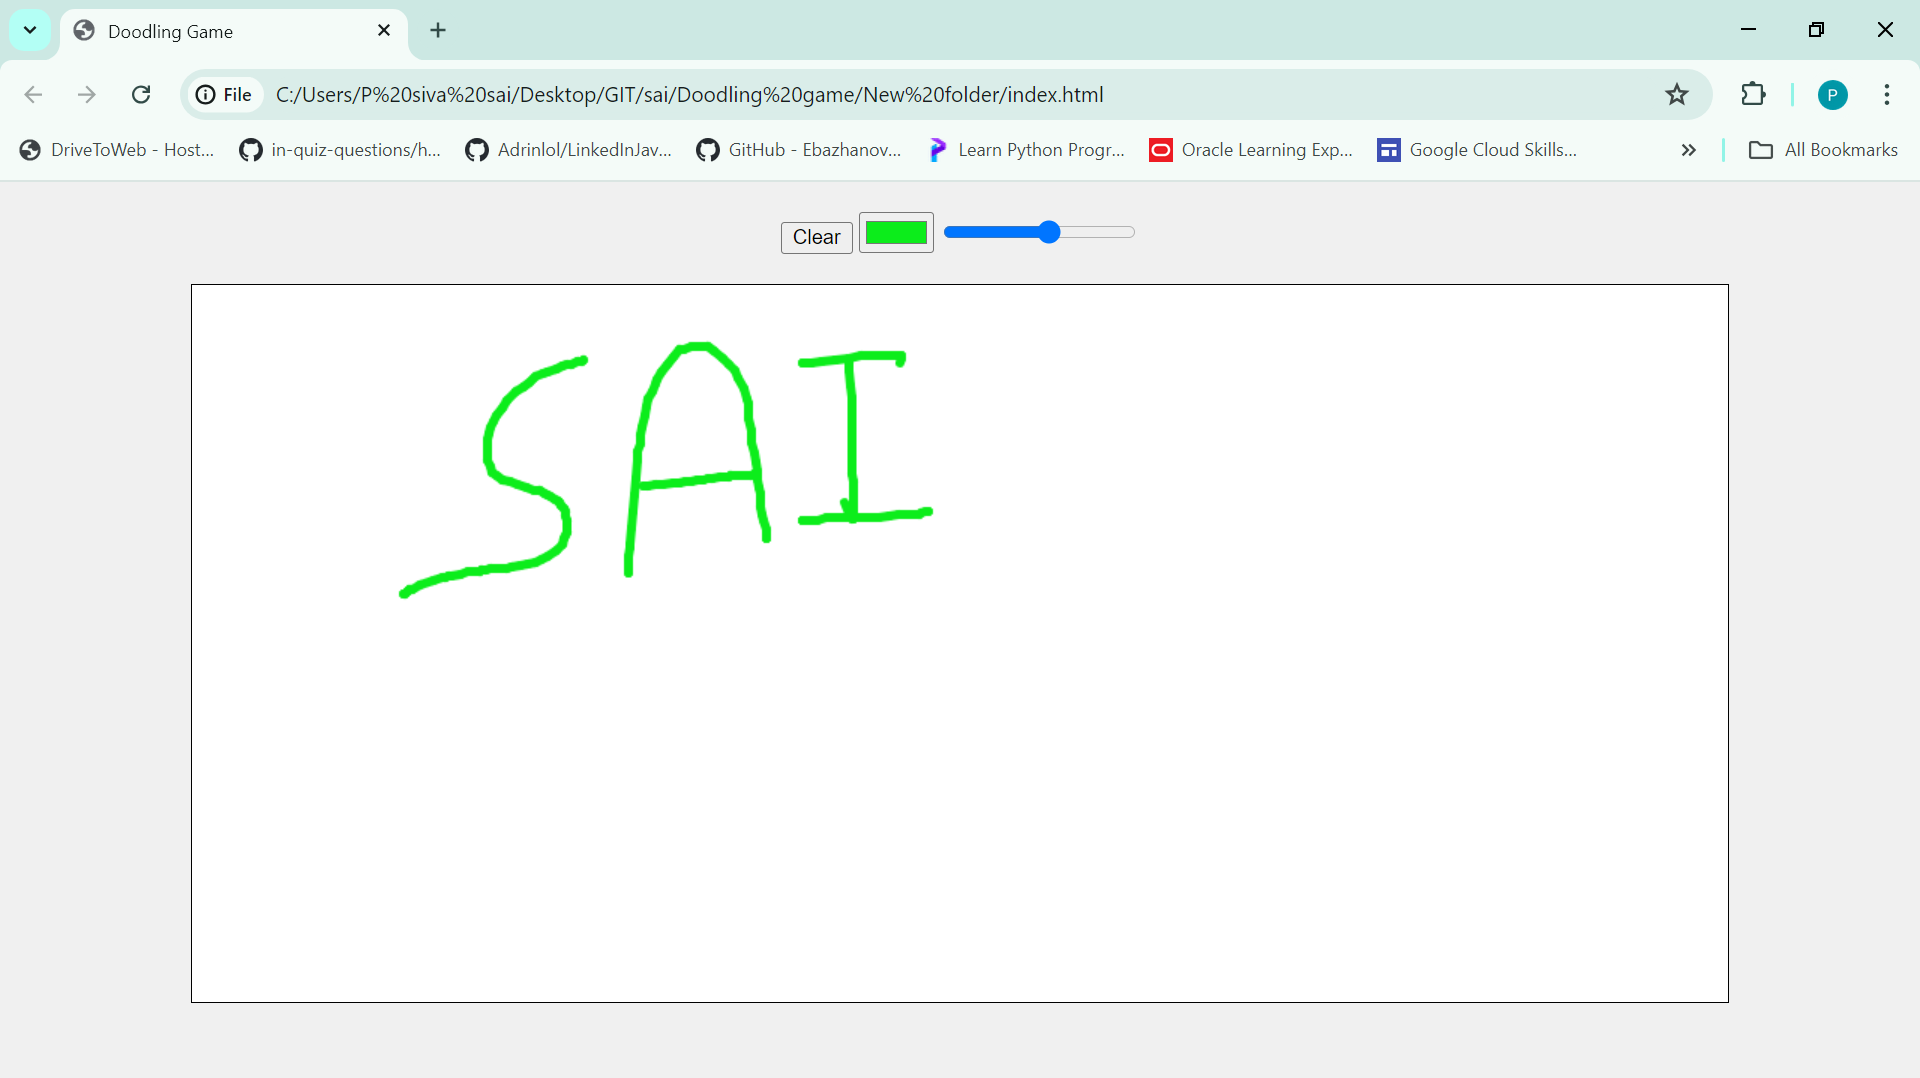 Doodling Game
File C:/Users/P%20siva%20sai/Desktop/GIT/sai/Doodling%20game/New%20folder/index.html P
DriveToWeb - Host... in-quiz-questions/h... Adrinlol/LinkedInJav... GitHub - Ebazhanov... Learn Python Progr... Oracle Learning Exp... Google Cloud Skills... All Bookmarks
Clear
SAI